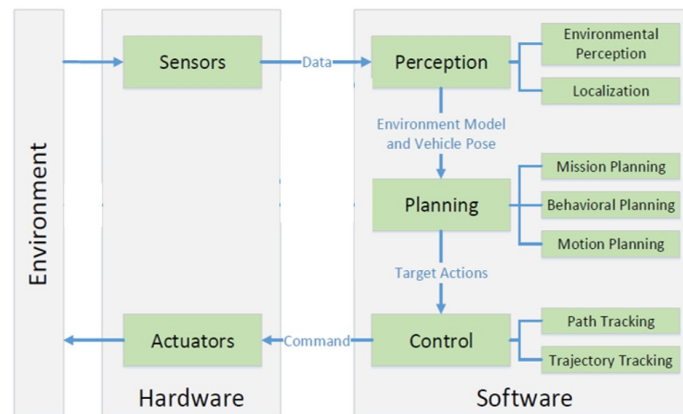 Environment
Sensors
Data
Perception
Environmental
Perception
Localization
Environment Model
and Vehicle Pose
Planning
Mission Planning
Behavioral Planning
Motion Planning
Target Actions
Actuators
Command
Control
Path Tracking
Trajectory Tracking
Hardware
Software